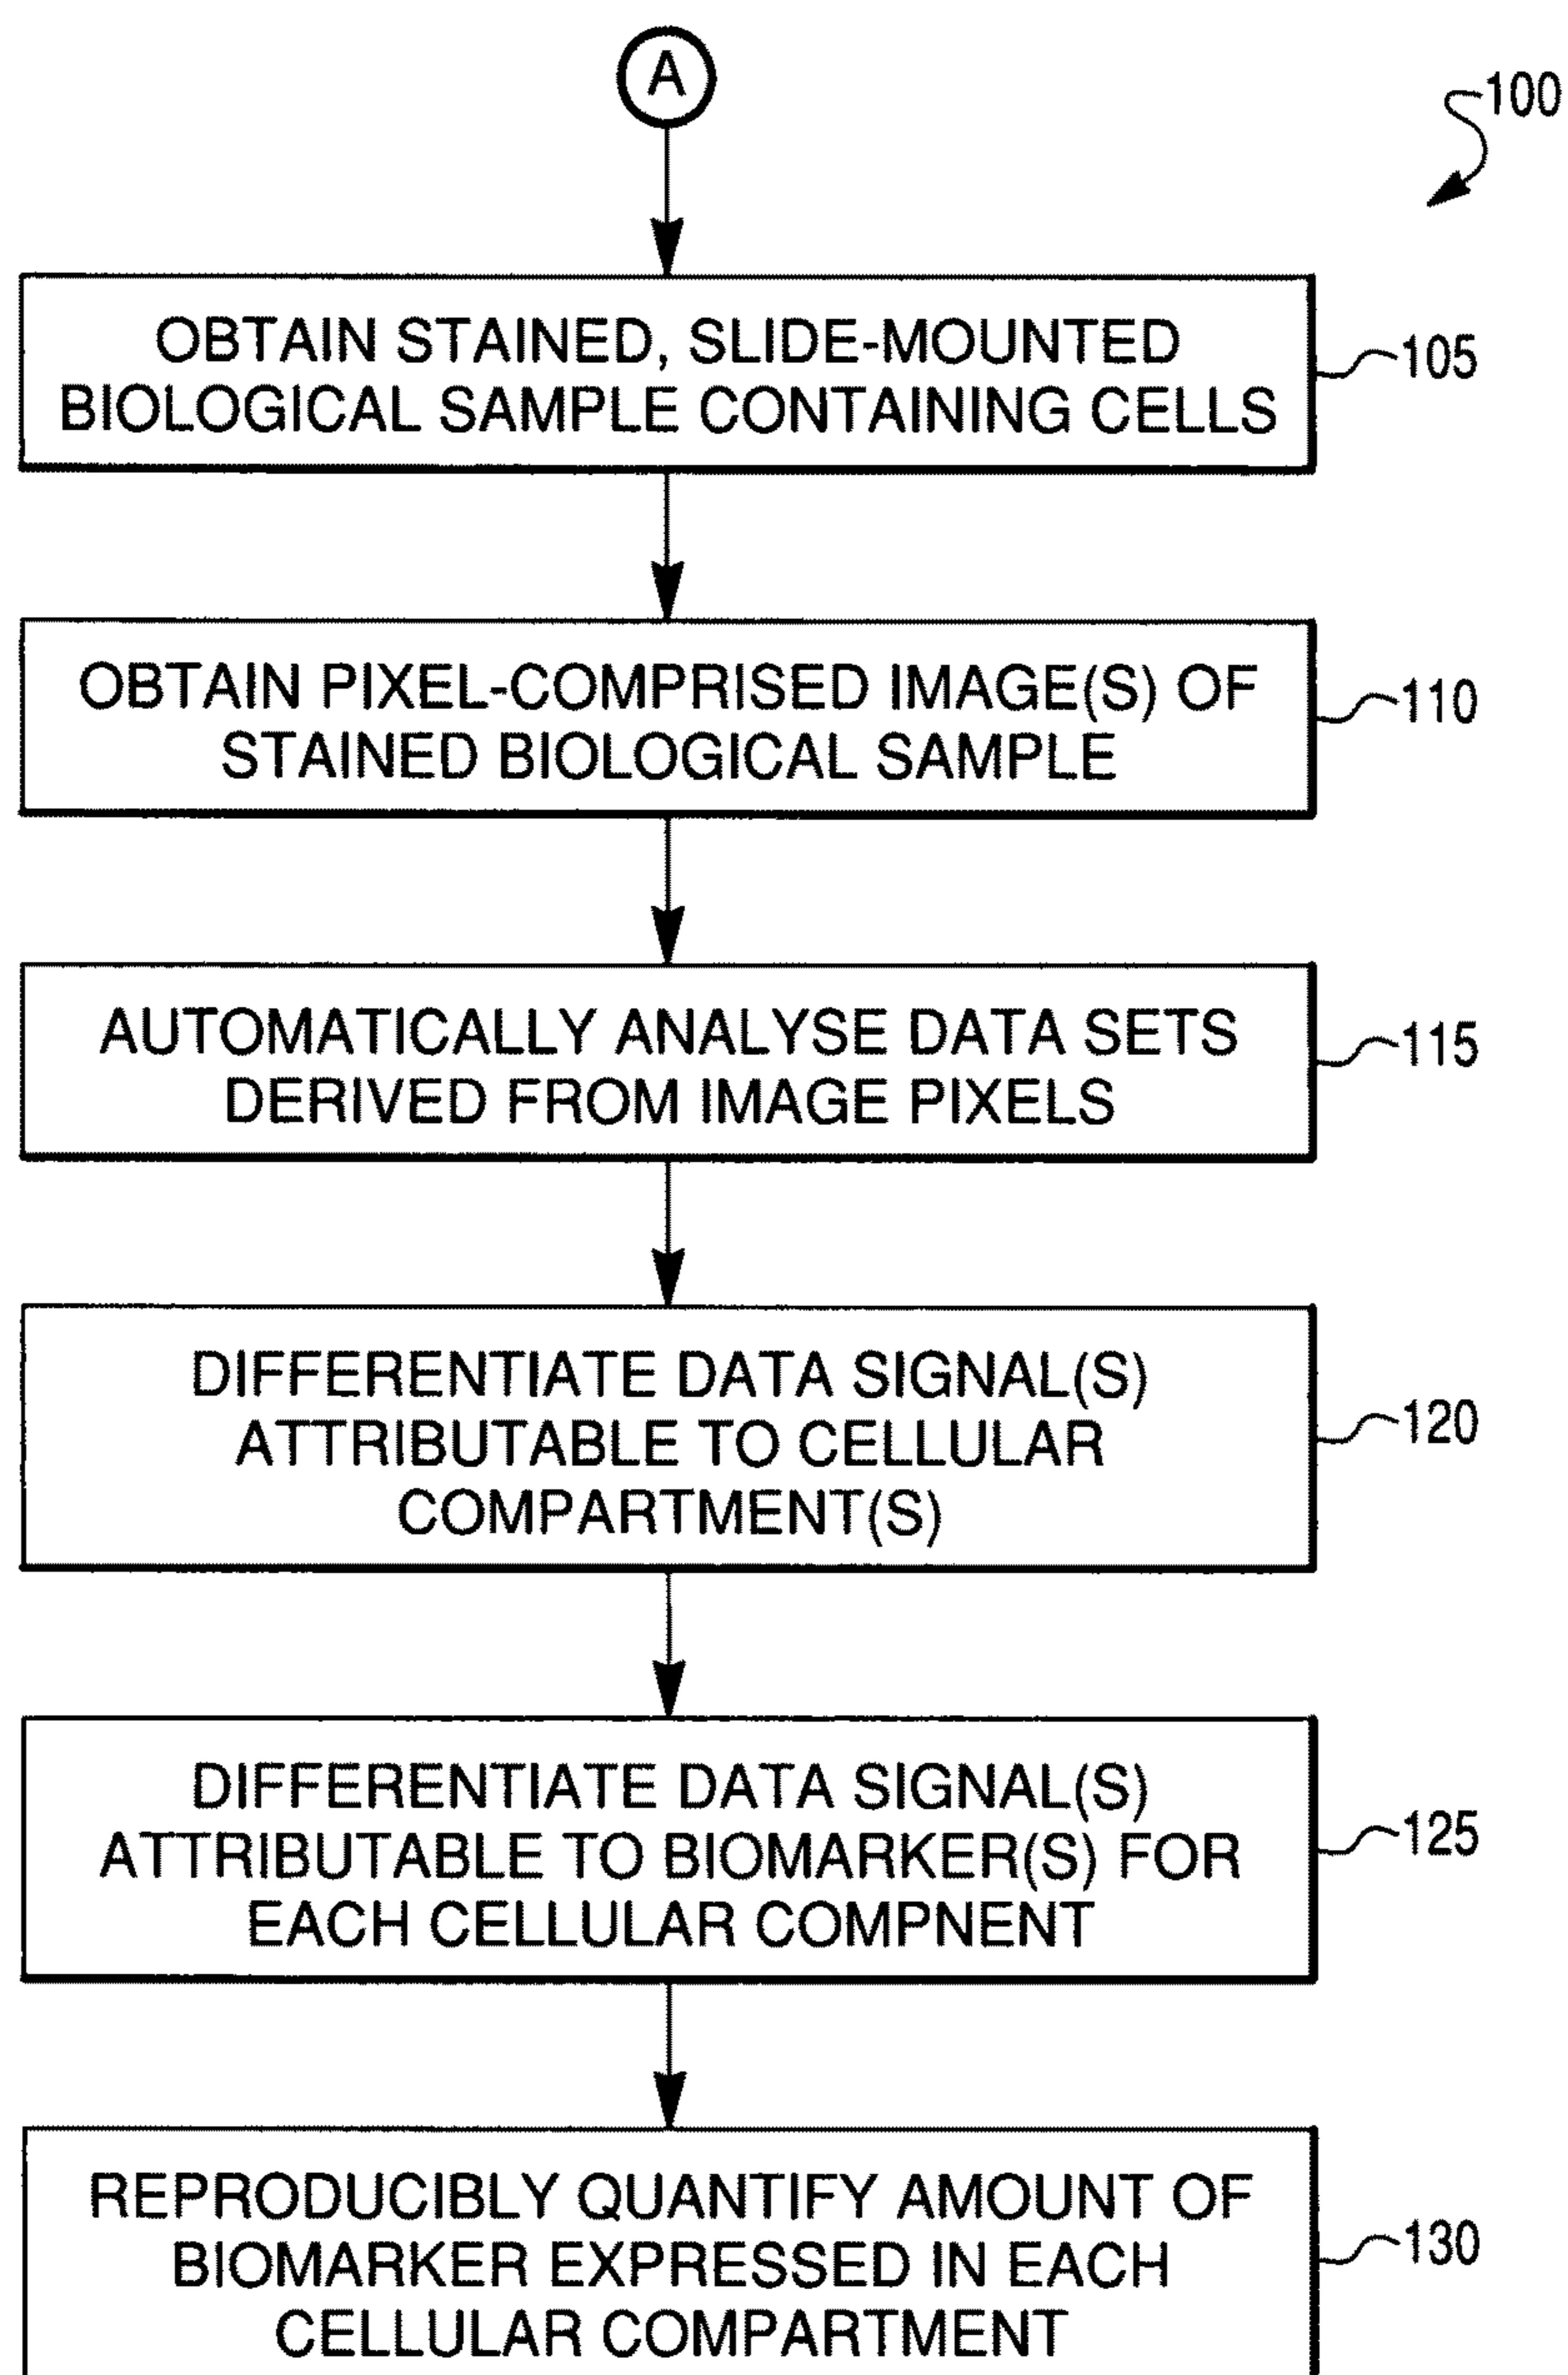 A
100
OBTAIN STAINED, SLIDE-MOUNTED
BIOLOGICAL SAMPLE CONTAINING CELLS
105
OBTAIN PIXEL-COMPRISED IMAGE(S) OF
STAINED BIOLOGICAL SAMPLE
110
AUTOMATICALLY ANALYSE DATA SETS
DERIVED FROM IMAGE PIXELS
115
DIFFERENTIATE DATA SIGNAL(S)
ATTRIBUTABLE TO CELLULAR
COMPARTMENT(S)
120
DIFFERENTIATE DATA SIGNAL(S)
ATTRIBUTABLE TO BIOMARKER(S) FOR
EACH CELLULAR COMPNENT
125
REPRODUCIBLY QUANTIFY AMOUNT OF
BIOMARKER EXPRESSED IN EACH
CELLULAR COMPARTMENT
130